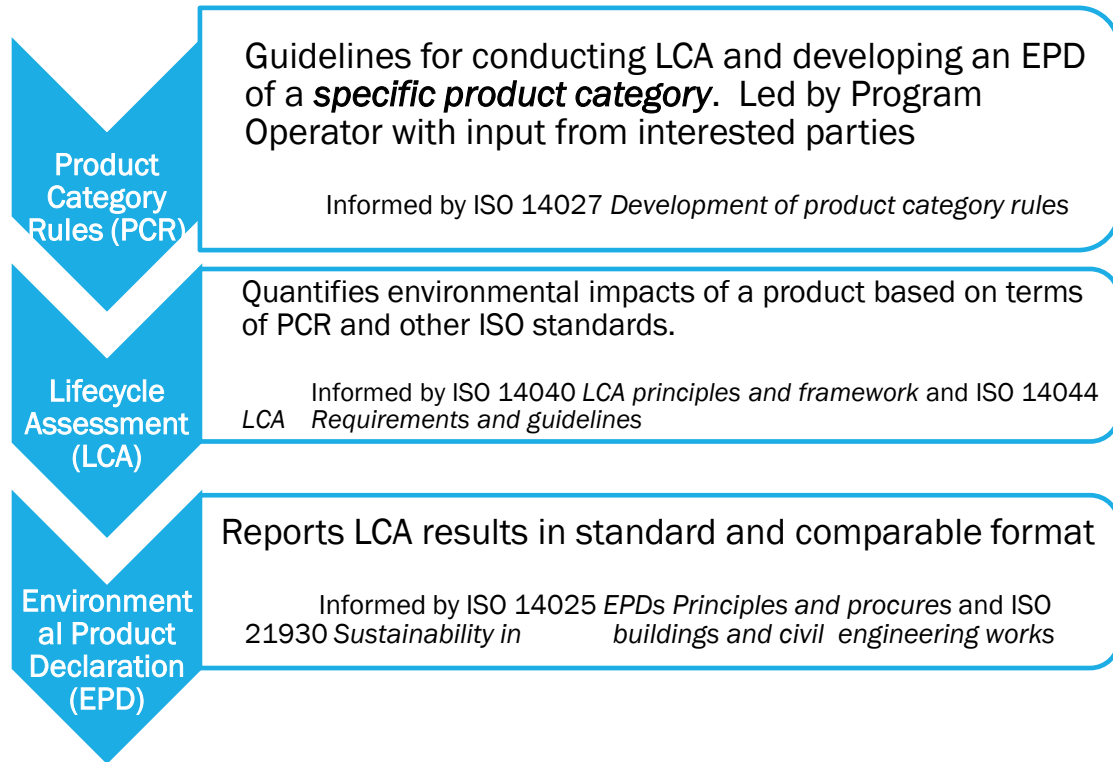 Product
Category
Rules (PCR)
Guidelines for conducting LCA and developing an EPD
of a specific product category.  Led by Program
Operator with input from interested parties
Informed by ISO 14027 Development of product category rules
Lifecycle
Assessment
(LCA)
Quantifies environmental impacts of a product based on terms
of PCR and other ISO standards.
Informed by ISO 14040 LCA principles and framework and ISO 14044
LCA Requirements and guidelines
Environment
al Product
Declaration
(EPD)
Reports LCA results in standard and comparable format
Informed by ISO 14025 EPDs Principles and procures and ISO
21930 Sustainability in buildings and civil engineering works